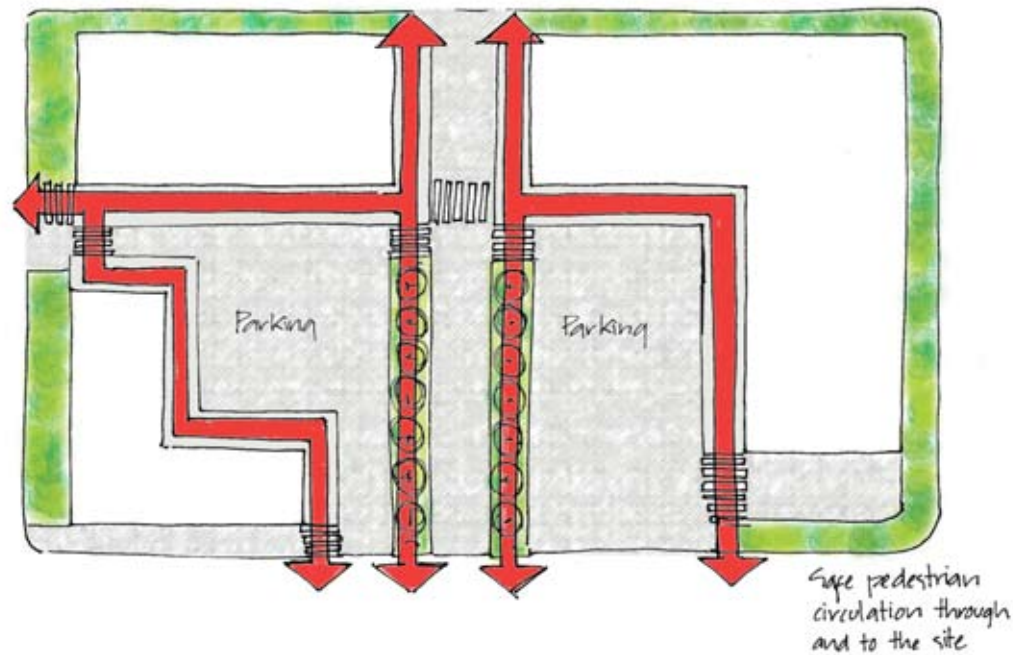 Parking
Parking
Safe pedestrian
circulation through
and to the site